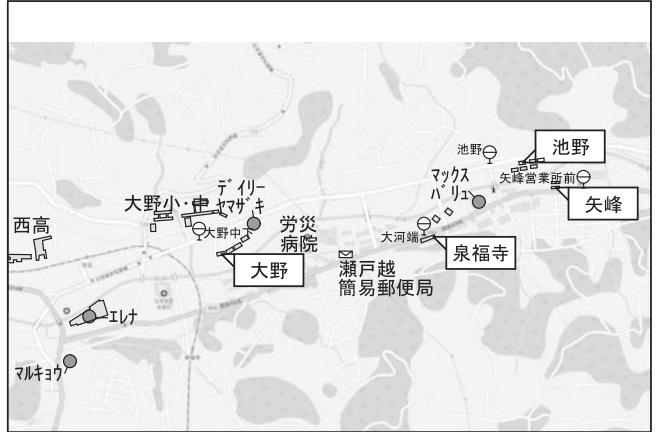 池野
池野
矢峰営業所前
矢峰
マックス
バリュ
大河端
泉福寺
デイリー
ヤマザキ
大野小・中
大野中下
大野
労災
病院
瀬戸越
簡易郵便局
西高
エレナ
マルキョウ